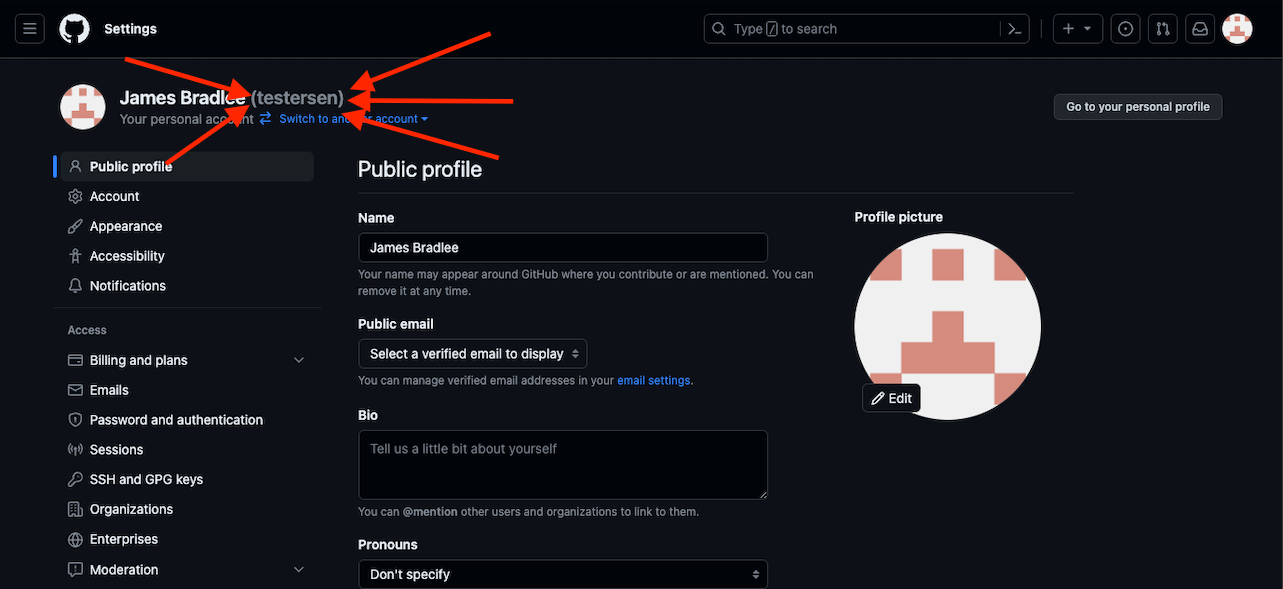 Settings
Type / to search
James Bradlee (testersen)
Your personal account
Switch to another account
Go to your personal profile
Public profile
Account
Appearance
Accessibility
Notifications
Access
Billing and plans
Emails
Password and authentication
Sessions
SSH and GPG keys
Organizations
Enterprises
Moderation
Public profile
Name
James Bradlee
Your name may appear around GitHub where you contribute or are mentioned. You can
remove it at any time.
Public email
Select a verified email to display
You can manage verified email addresses in your email settings.
Bio
Tell us a little bit about yourself
You can @mention other users and organizations to link to them.
Pronouns
Don't specify
Profile picture
Edit